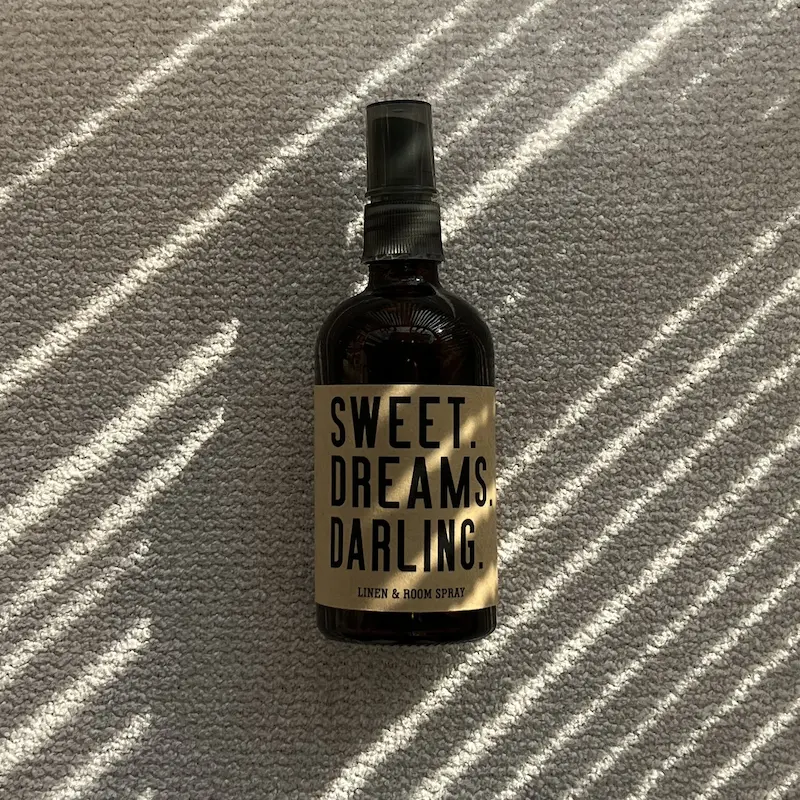 SWEET.
DREAMS.
DARLING.
LINEN & ROOM SPRAY